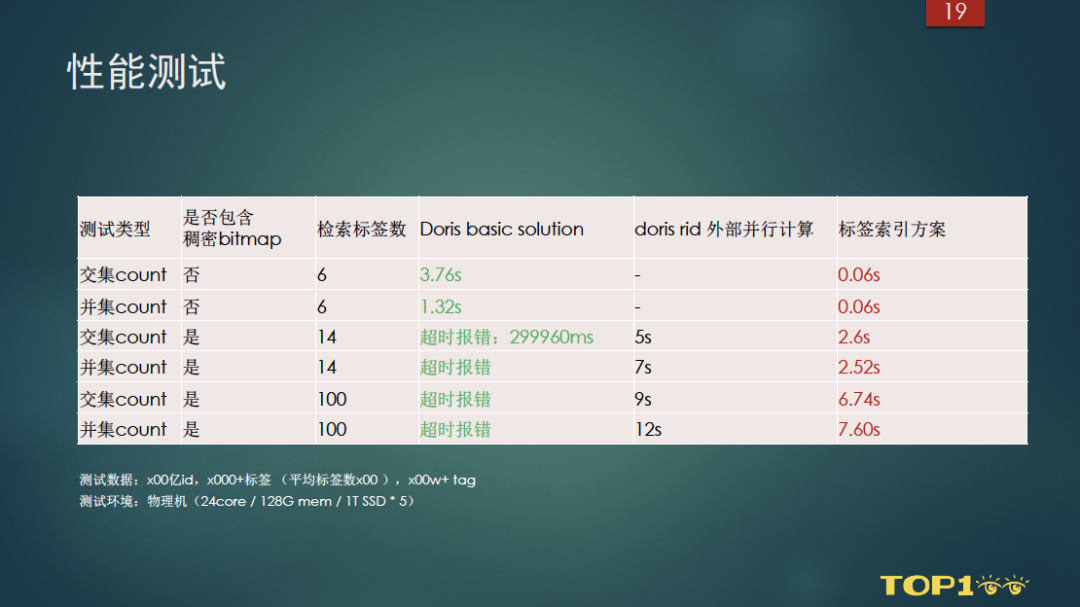 19
性能测试
测试类型 是否包含稠密bitmap 检索标签数 Doris basic solution doris rid 外部并行计算 标签索引方案
交集count 否 6 3.76s - 0.06s
并集count 否 6 1.32s - 0.06s
交集count 是 14 超时报错：299960ms 5s 2.6s
并集count 是 14 超时报错 7s 2.52s
交集count 是 100 超时报错 9s 6.74s
并集count 是 100 超时报错 12s 7.60s
测试数据：x00亿id，x000+标签 （平均标签数x00 ），x00w+ tag
测试环境：物理机（24core / 128G mem / 1T SSD * 5）
TOP100